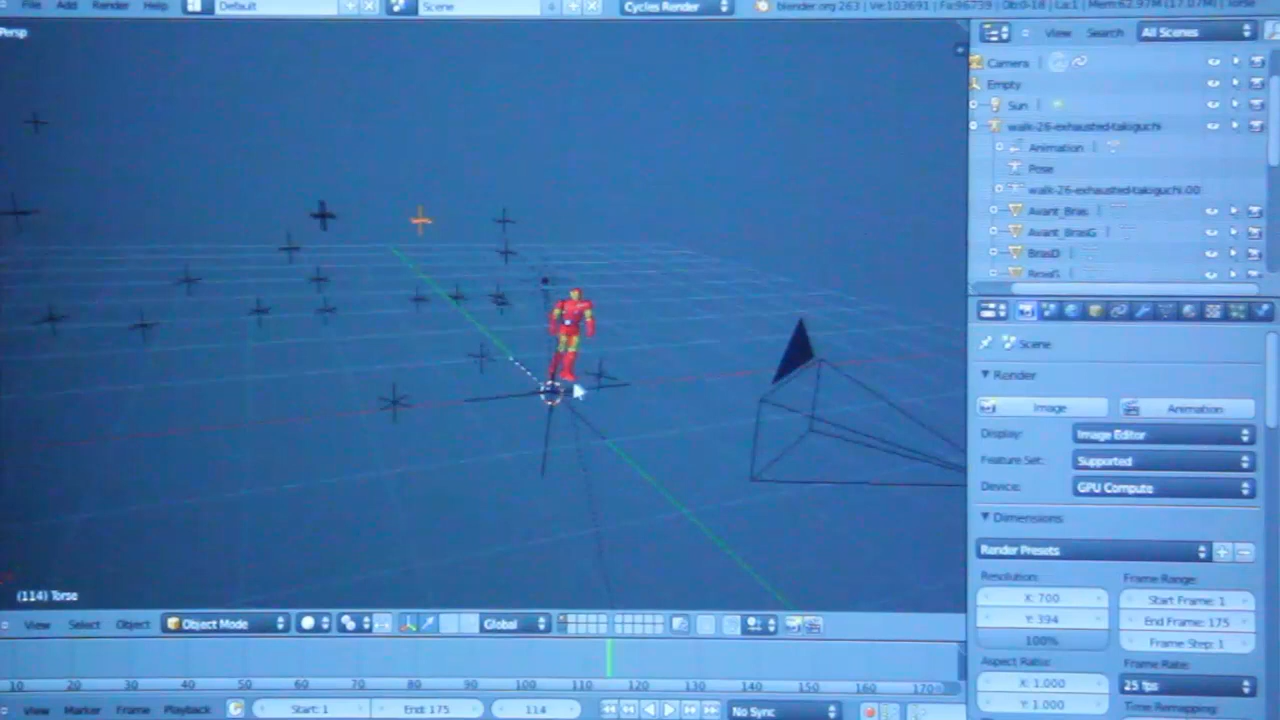 File Add Render Help Default Scene 4 Cycles Render blender.org 263 | Ve:103691 | Fa:96739 | Ob:0-18 | La:1 | Mem:62.97M (17.07M) | Torse
Persp
View Search All Scenes
Camera
Empty
Sun
walk-26-exhausted-takiguchi
Animation
Pose
walk-26-exhausted-takiguchi.00
Avant_Bras
Avant_BrasG
BrasD
Scene
Render
Image Animation
Display: Image Editor
Feature Set: Supported
Device: GPU Compute
Dimensions
Render Presets
Resolution: Frame Range:
X: 700 Start Frame: 1
Y: 394 End Frame: 175
100% Frame Step: 1
Aspect Ratio: Frame Rate:
X: 1.000 25 fps
Y: 1.000 Time Remapping:
(114) Torse
View Select Object Object Mode Global
10 20 30 40 50 60 70 80 90 100 110 120 130 140 150 160 170
View Marker Frame Playback Start: 1 End: 175 114 No Sync